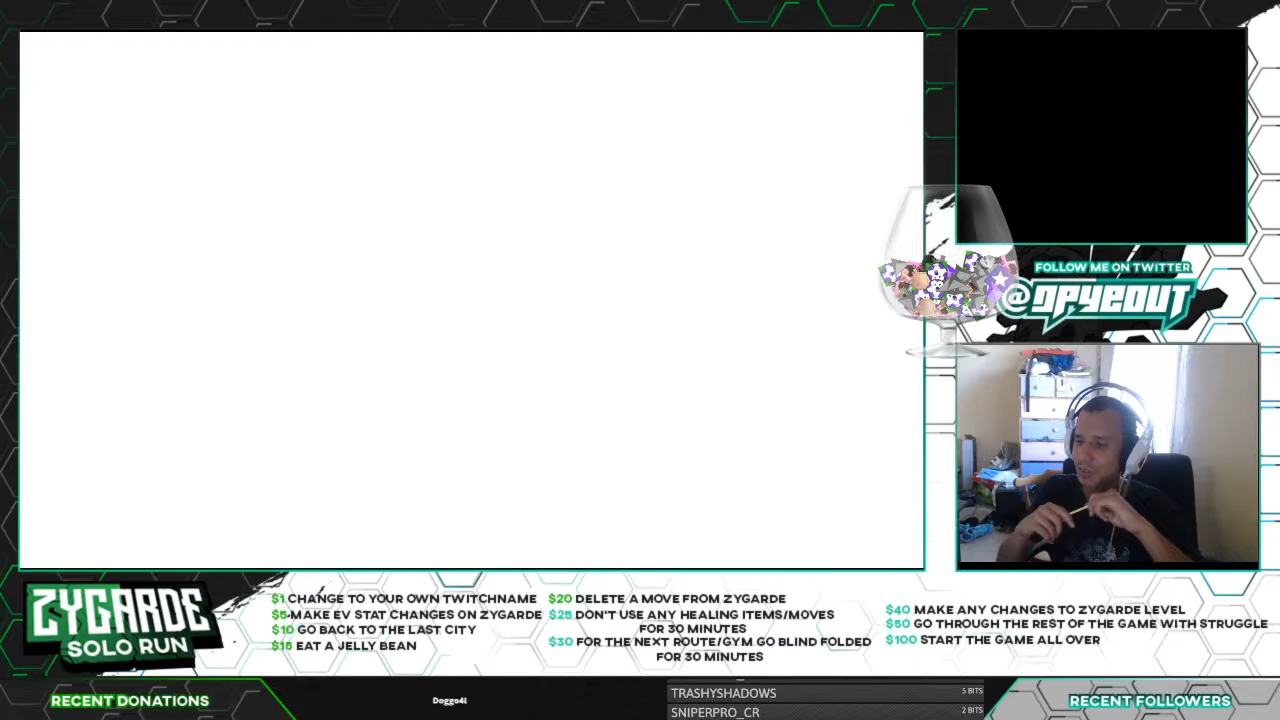 FOLLOW ME ON TWITTER
@GPYEOUT
ZYGARDE
SOLO RUN
$1 CHANGE TO YOUR OWN TWITCHNAME
$5 MAKE EV STAT CHANGES ON ZYGARDE
$10 GO BACK TO THE LAST CITY
$15 EAT A JELLY BEAN
$20 DELETE A MOVE FROM ZYGARDE
$25 DON'T USE ANY HEALING ITEMS/MOVES
FOR 30 MINUTES
$30 FOR THE NEXT ROUTE/GYM GO BLIND FOLDED
FOR 30 MINUTES
$40 MAKE ANY CHANGES TO ZYGARDE LEVEL
$50 GO THROUGH THE REST OF THE GAME WITH STRUGGLE
$100 START THE GAME ALL OVER
RECENT DONATIONS
Doggo4l
TRASHYSHADOWS 5 BITS
SNIPERPRO_CR 2 BITS
RECENT FOLLOWERS